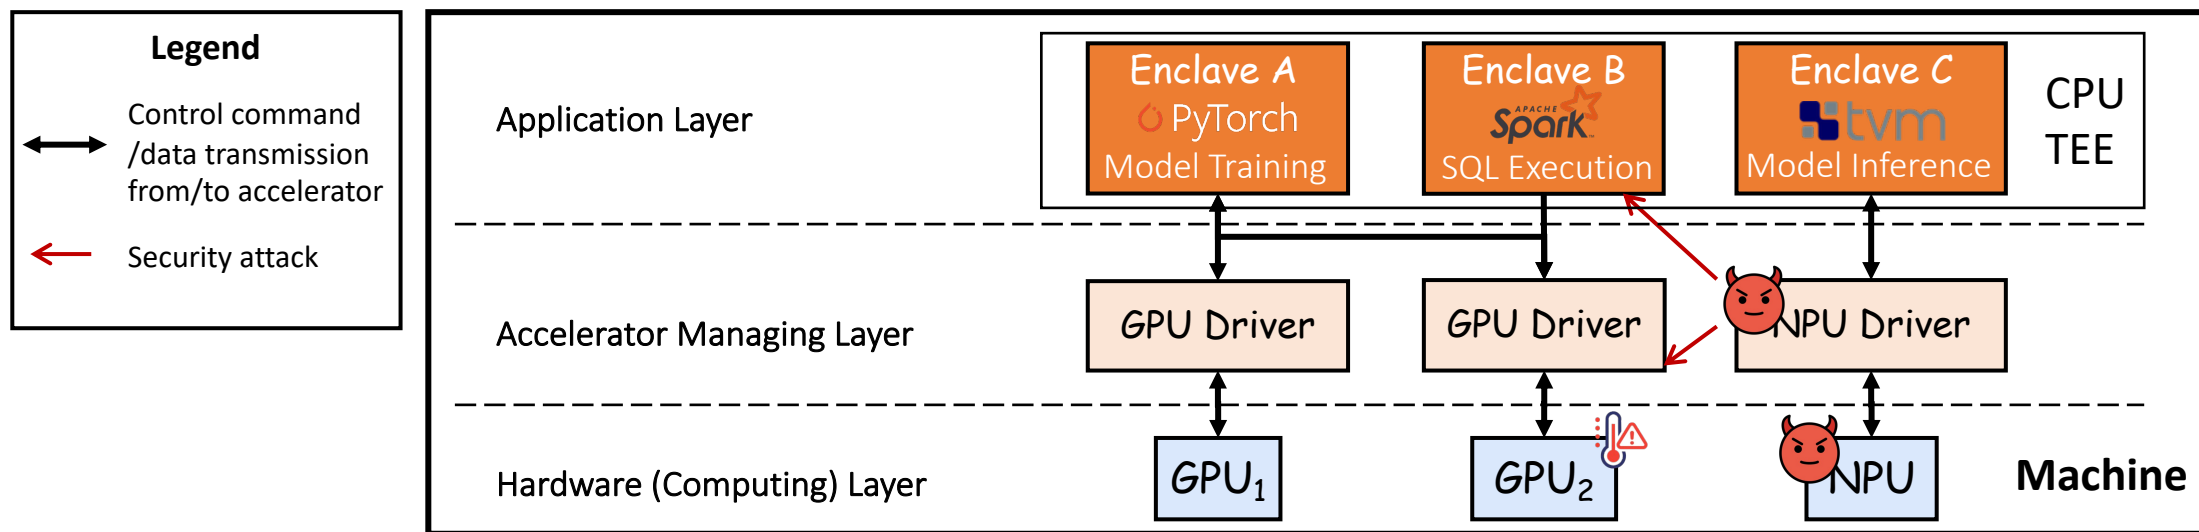 Legend
Control command
/data transmission
from/to accelerator
Security attack
Application Layer
Enclave A
PyTorch
Model Training
Enclave B
APACHE
Spark™
SQL Execution
Enclave C
tvm
Model Inference
CPU
TEE
Accelerator Managing Layer
GPU Driver
GPU Driver
NPU Driver
Hardware (Computing) Layer
GPU1
GPU2
NPU
Machine